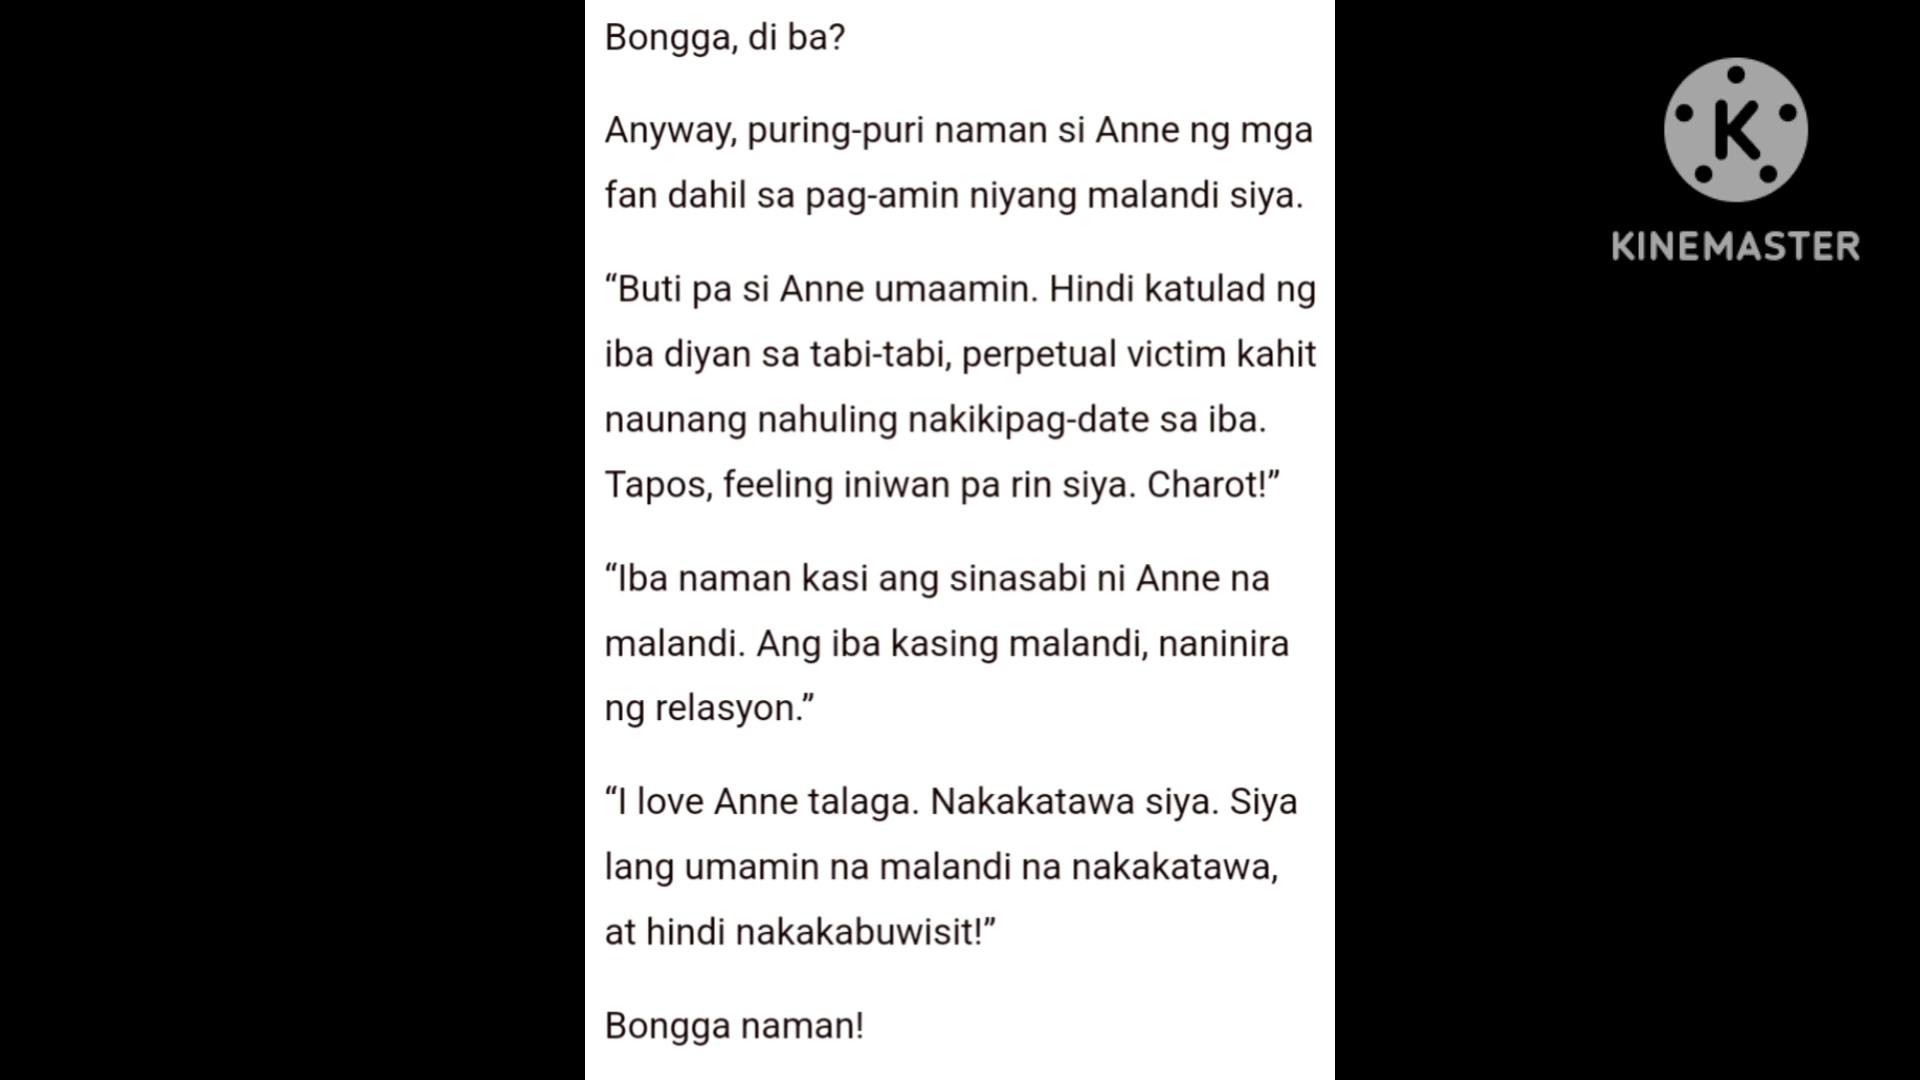 Bongga, di ba?
Anyway, puring-puri naman si Anne ng mga
fan dahil sa pag-amin niyang malandi siya.
“Buti pa si Anne umaamin. Hindi katulad ng
iba diyan sa tabi-tabi, perpetual victim kahit
naunang nahuling nakikipag-date sa iba.
Tapos, feeling iniwan pa rin siya. Charot!”
“Iba naman kasi ang sinasabi ni Anne na
malandi. Ang iba kasing malandi, naninira
ng relasyon.”
“I love Anne talaga. Nakakatawa siya. Siya
lang umamin na malandi na nakakatawa,
at hindi nakakabuwisit!”
Bongga naman!
K
KINEMASTER